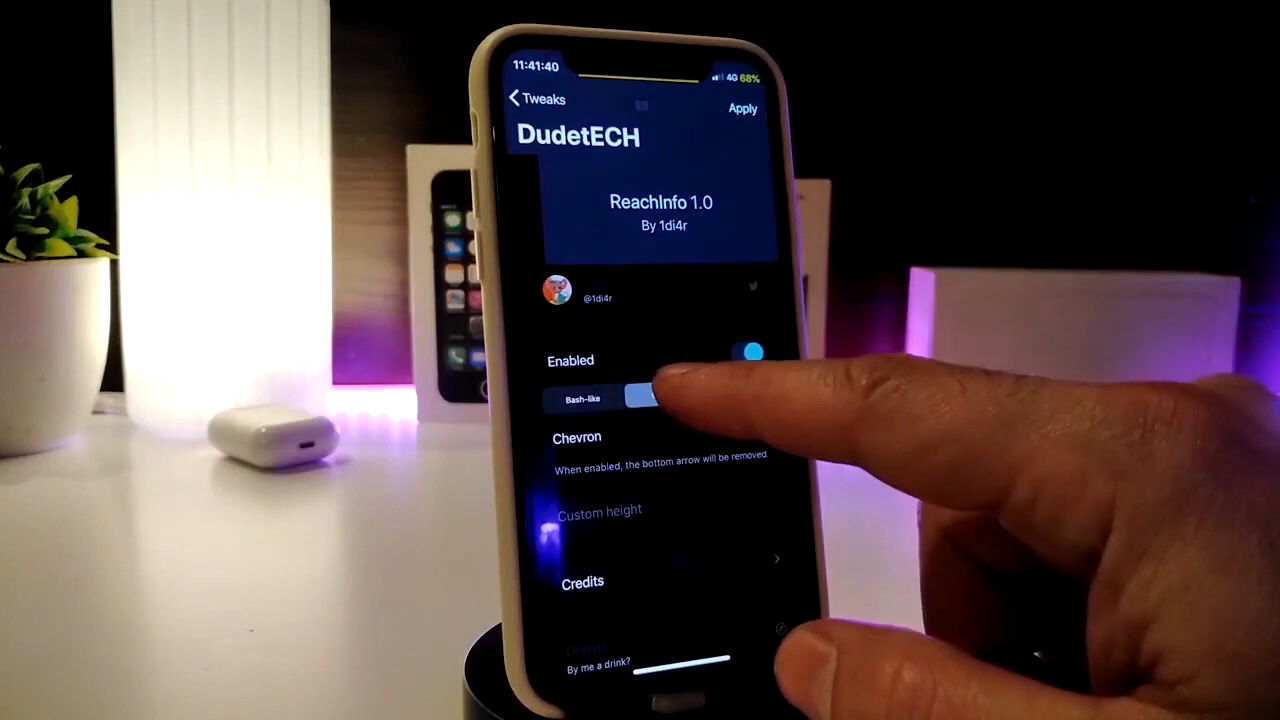 11:41:40
4G 68%
Tweaks
Apply
DudetECH
ReachInfo 1.0
By 1di4r
@1di4r
Enabled
Bash-like
Chevron
When enabled, the bottom arrow will be removed.
Custom height
Credits
Donate
By me a drink?